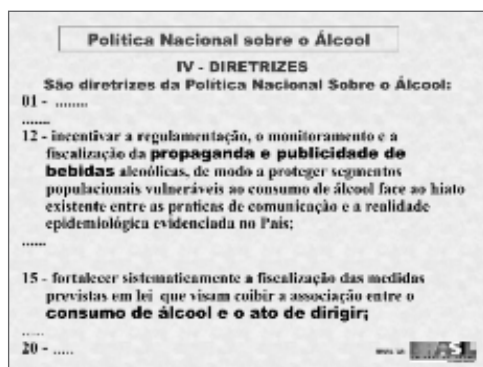 Política Nacional sobre o Álcool
IV - DIRETRIZES
São diretrizes da Política Nacional Sobre o Álcool:
01 - ........
.......
12 - incentivar a regulamentação, o monitoramento e a
fiscalização da propaganda e publicidade de
bebidas alcoólicas, de modo a proteger segmentos
populacionais vulneráveis ao consumo de álcool face ao hiato
existente entre as praticas de comunicação e a realidade
epidemiológica evidenciada no País;
......
15 - fortalecer sistematicamente a fiscalização das medidas
previstas em lei que visam coibir a associação entre o
consumo de álcool e o ato de dirigir;
.....
20 - .....